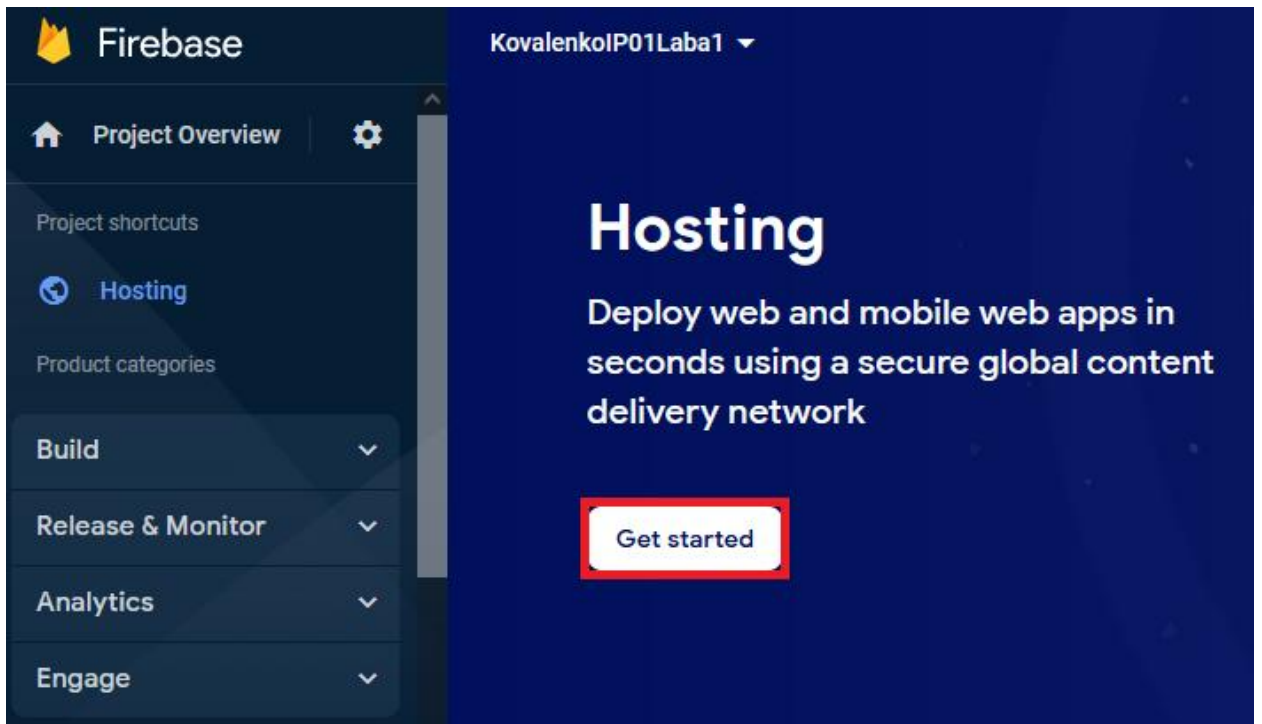 Firebase
KovalenkoIP01Laba1
Project Overview
Project shortcuts
Hosting
Product categories
Build
Release & Monitor
Analytics
Engage
Hosting
Deploy web and mobile web apps in
seconds using a secure global content
delivery network
Get started